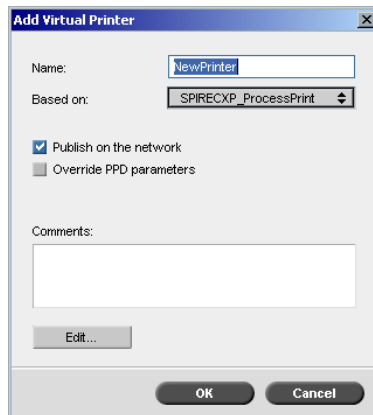 Add Virtual Printer
Name: NewPrinter
Based on: SPIRECXP_ProcessPrint
Publish on the network
Override PPD parameters
Comments:
Edit...
OK Cancel